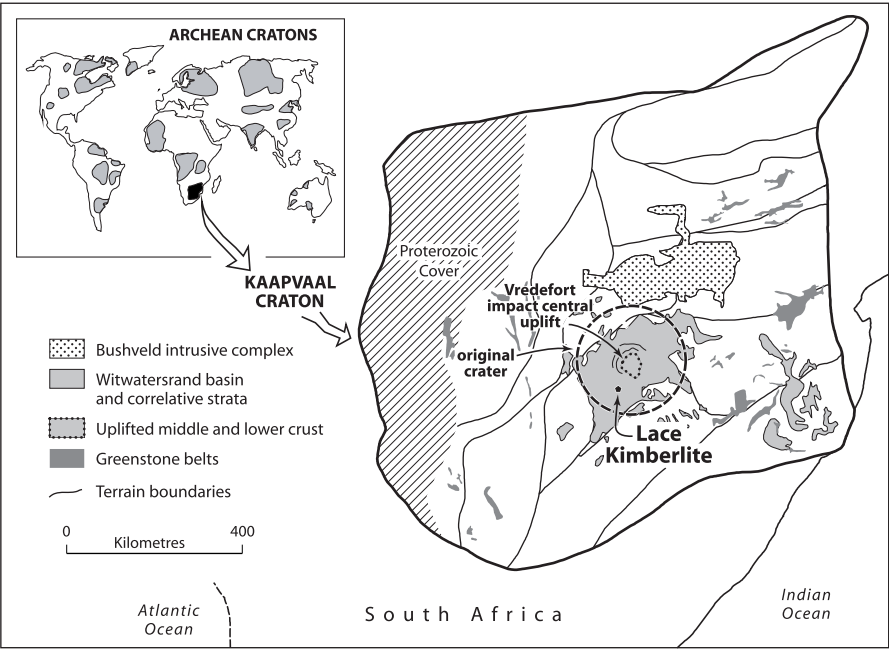 ARCHEAN CRATONS
KAAPVAAL
CRATON
Proterozoic
Cover
Vredefort
impact central
uplift
original
crater
Lace
Kimberlite
Bushveld intrusive complex
Witwatersrand basin
and correlative strata
Uplifted middle and lower crust
Greenstone belts
Terrain boundaries
0 400
Kilometres
Atlantic
Ocean
South Africa
Indian
Ocean